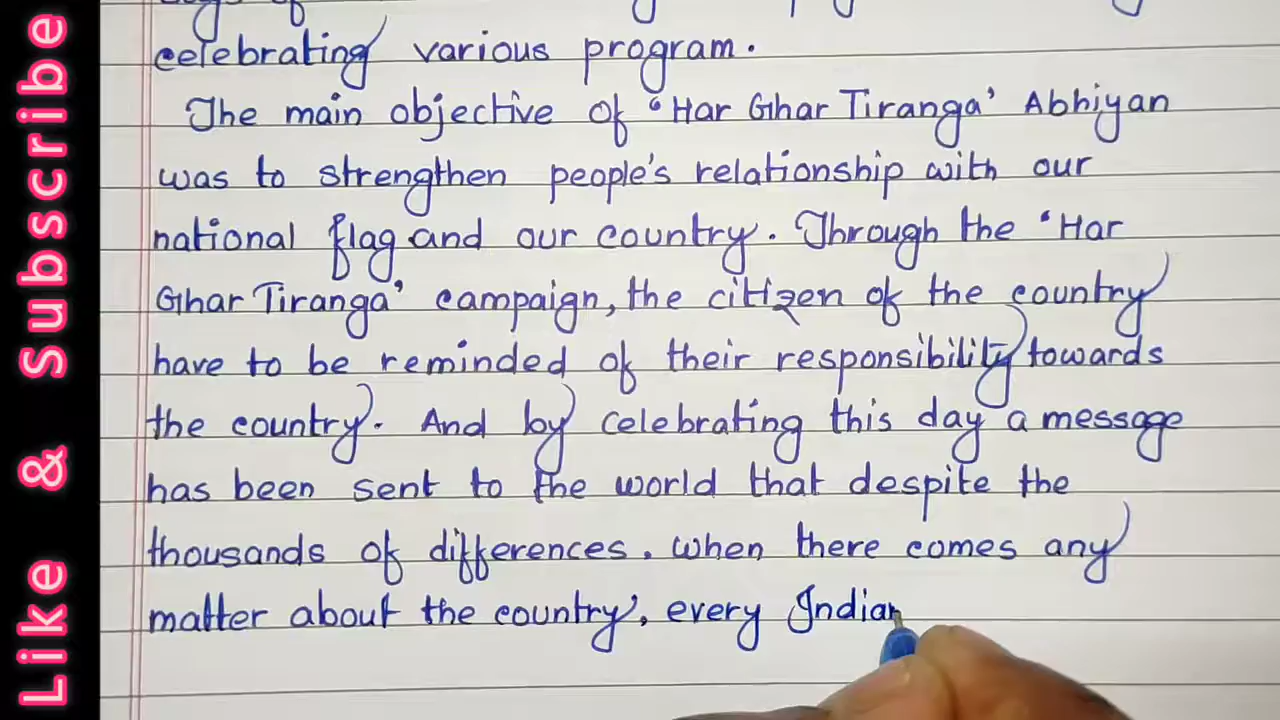 celebrating various program.
The main objective of 'Har Ghar Tiranga' Abhiyan
was to strengthen people's relationship with our
national flag and our country. Through the 'Har
Ghar Tiranga' campaign, the citizen of the country
have to be reminded of their responsibility towards
the country. And by celebrating this day a message
has been sent to the world that despite the
thousands of differences, when there comes any
matter about the country, every Indian
Like & Subscribe